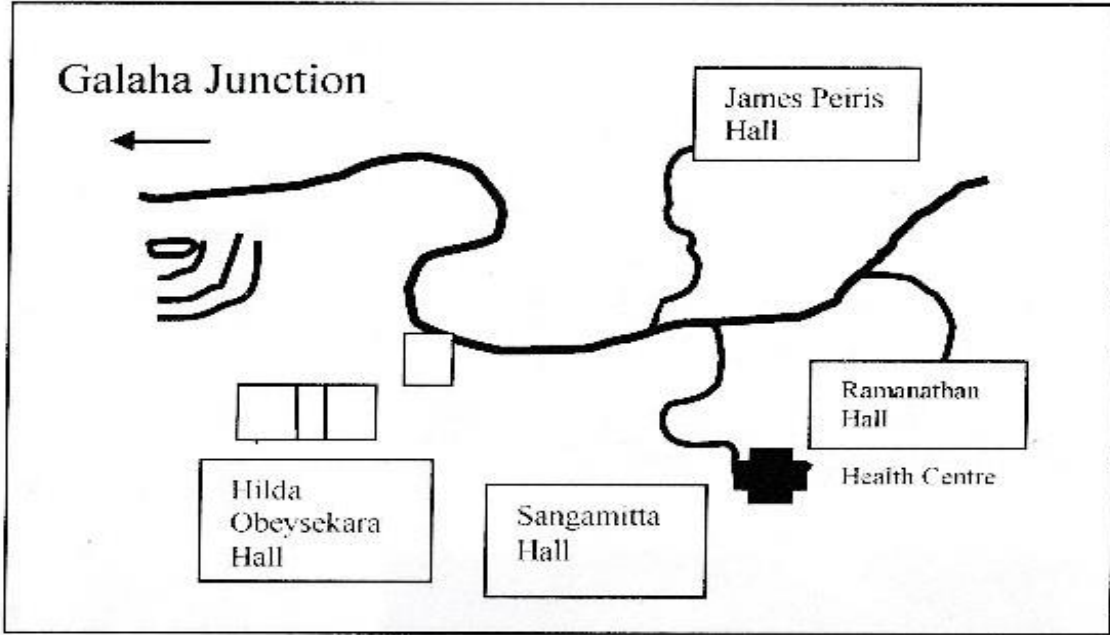 Galaha Junction
James Peiris
Hall
Ramanathan
Hall
Health Centre
Hilda
Obeysekara
Hall
Sangamitta
Hall